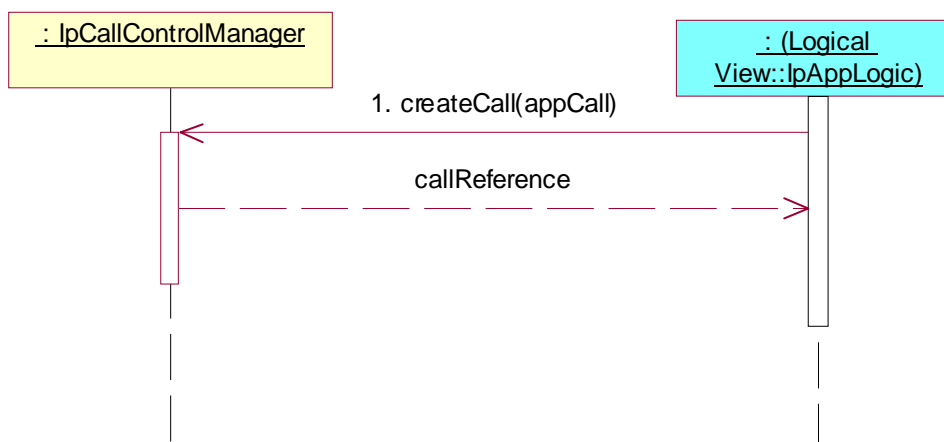 : IpCallControlManager
: (Logical
View::IpAppLogic)
1. createCall(appCall)
callReference